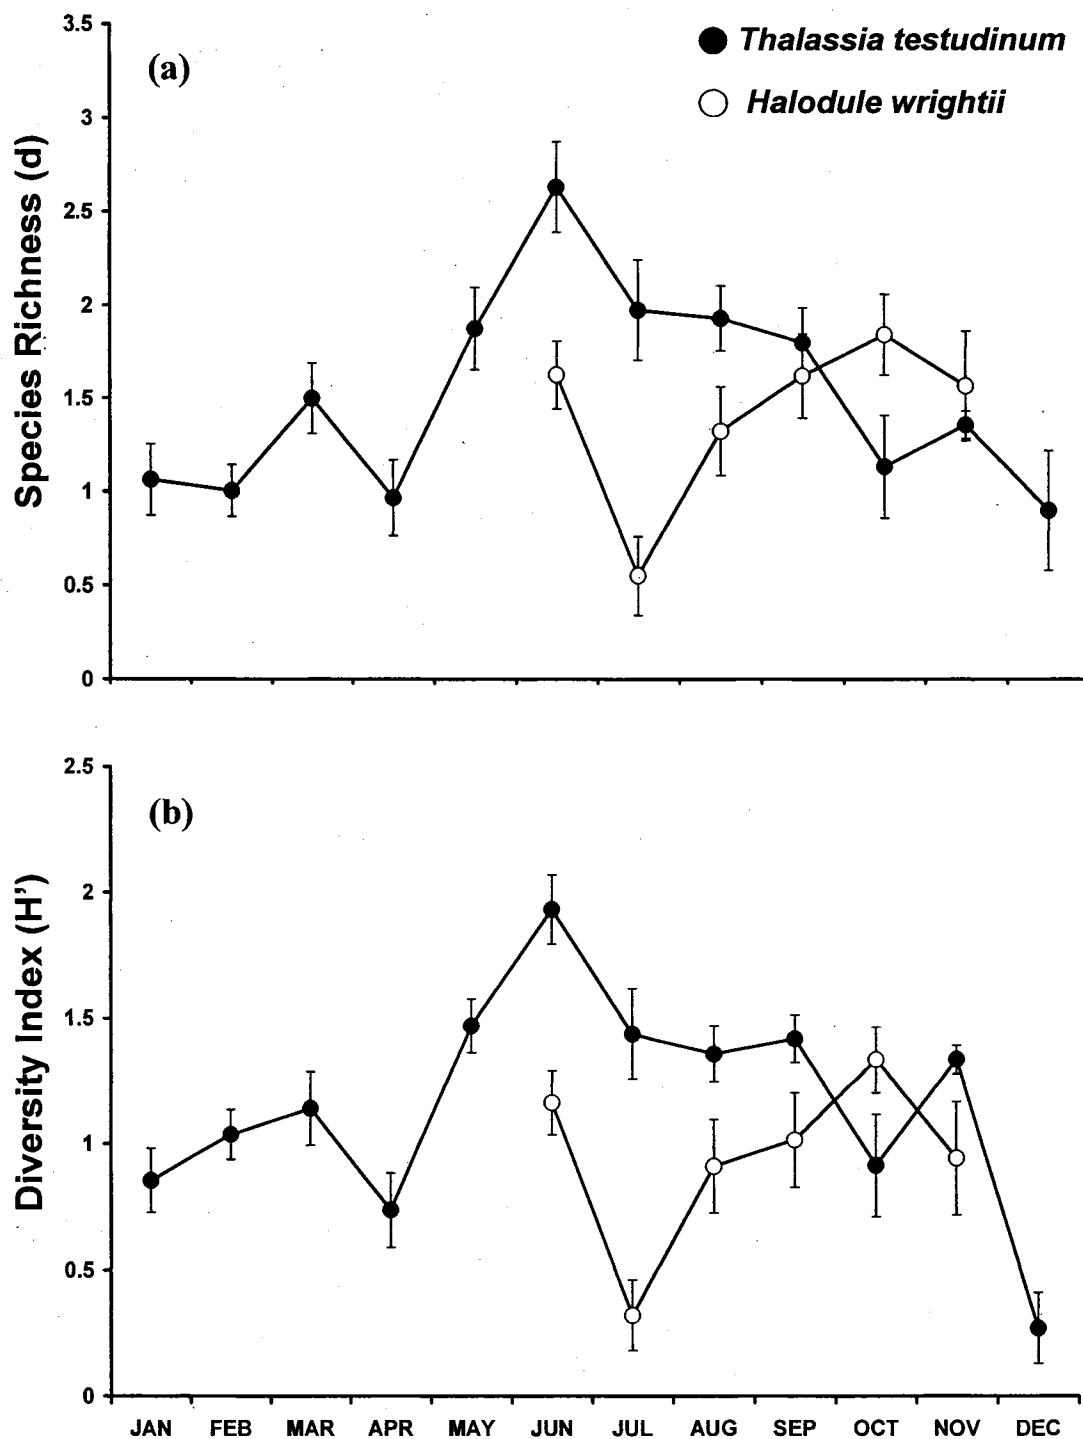 3.5
(a)
Thalassia testudinum
Halodule wrightii
3
2.5
2
1.5
1
0.5
0
Species Richness (d)
2.5
(b)
2
1.5
1
0.5
0
Diversity Index (H')
JAN FEB MAR APR MAY JUN JUL AUG SEP OCT NOV DEC